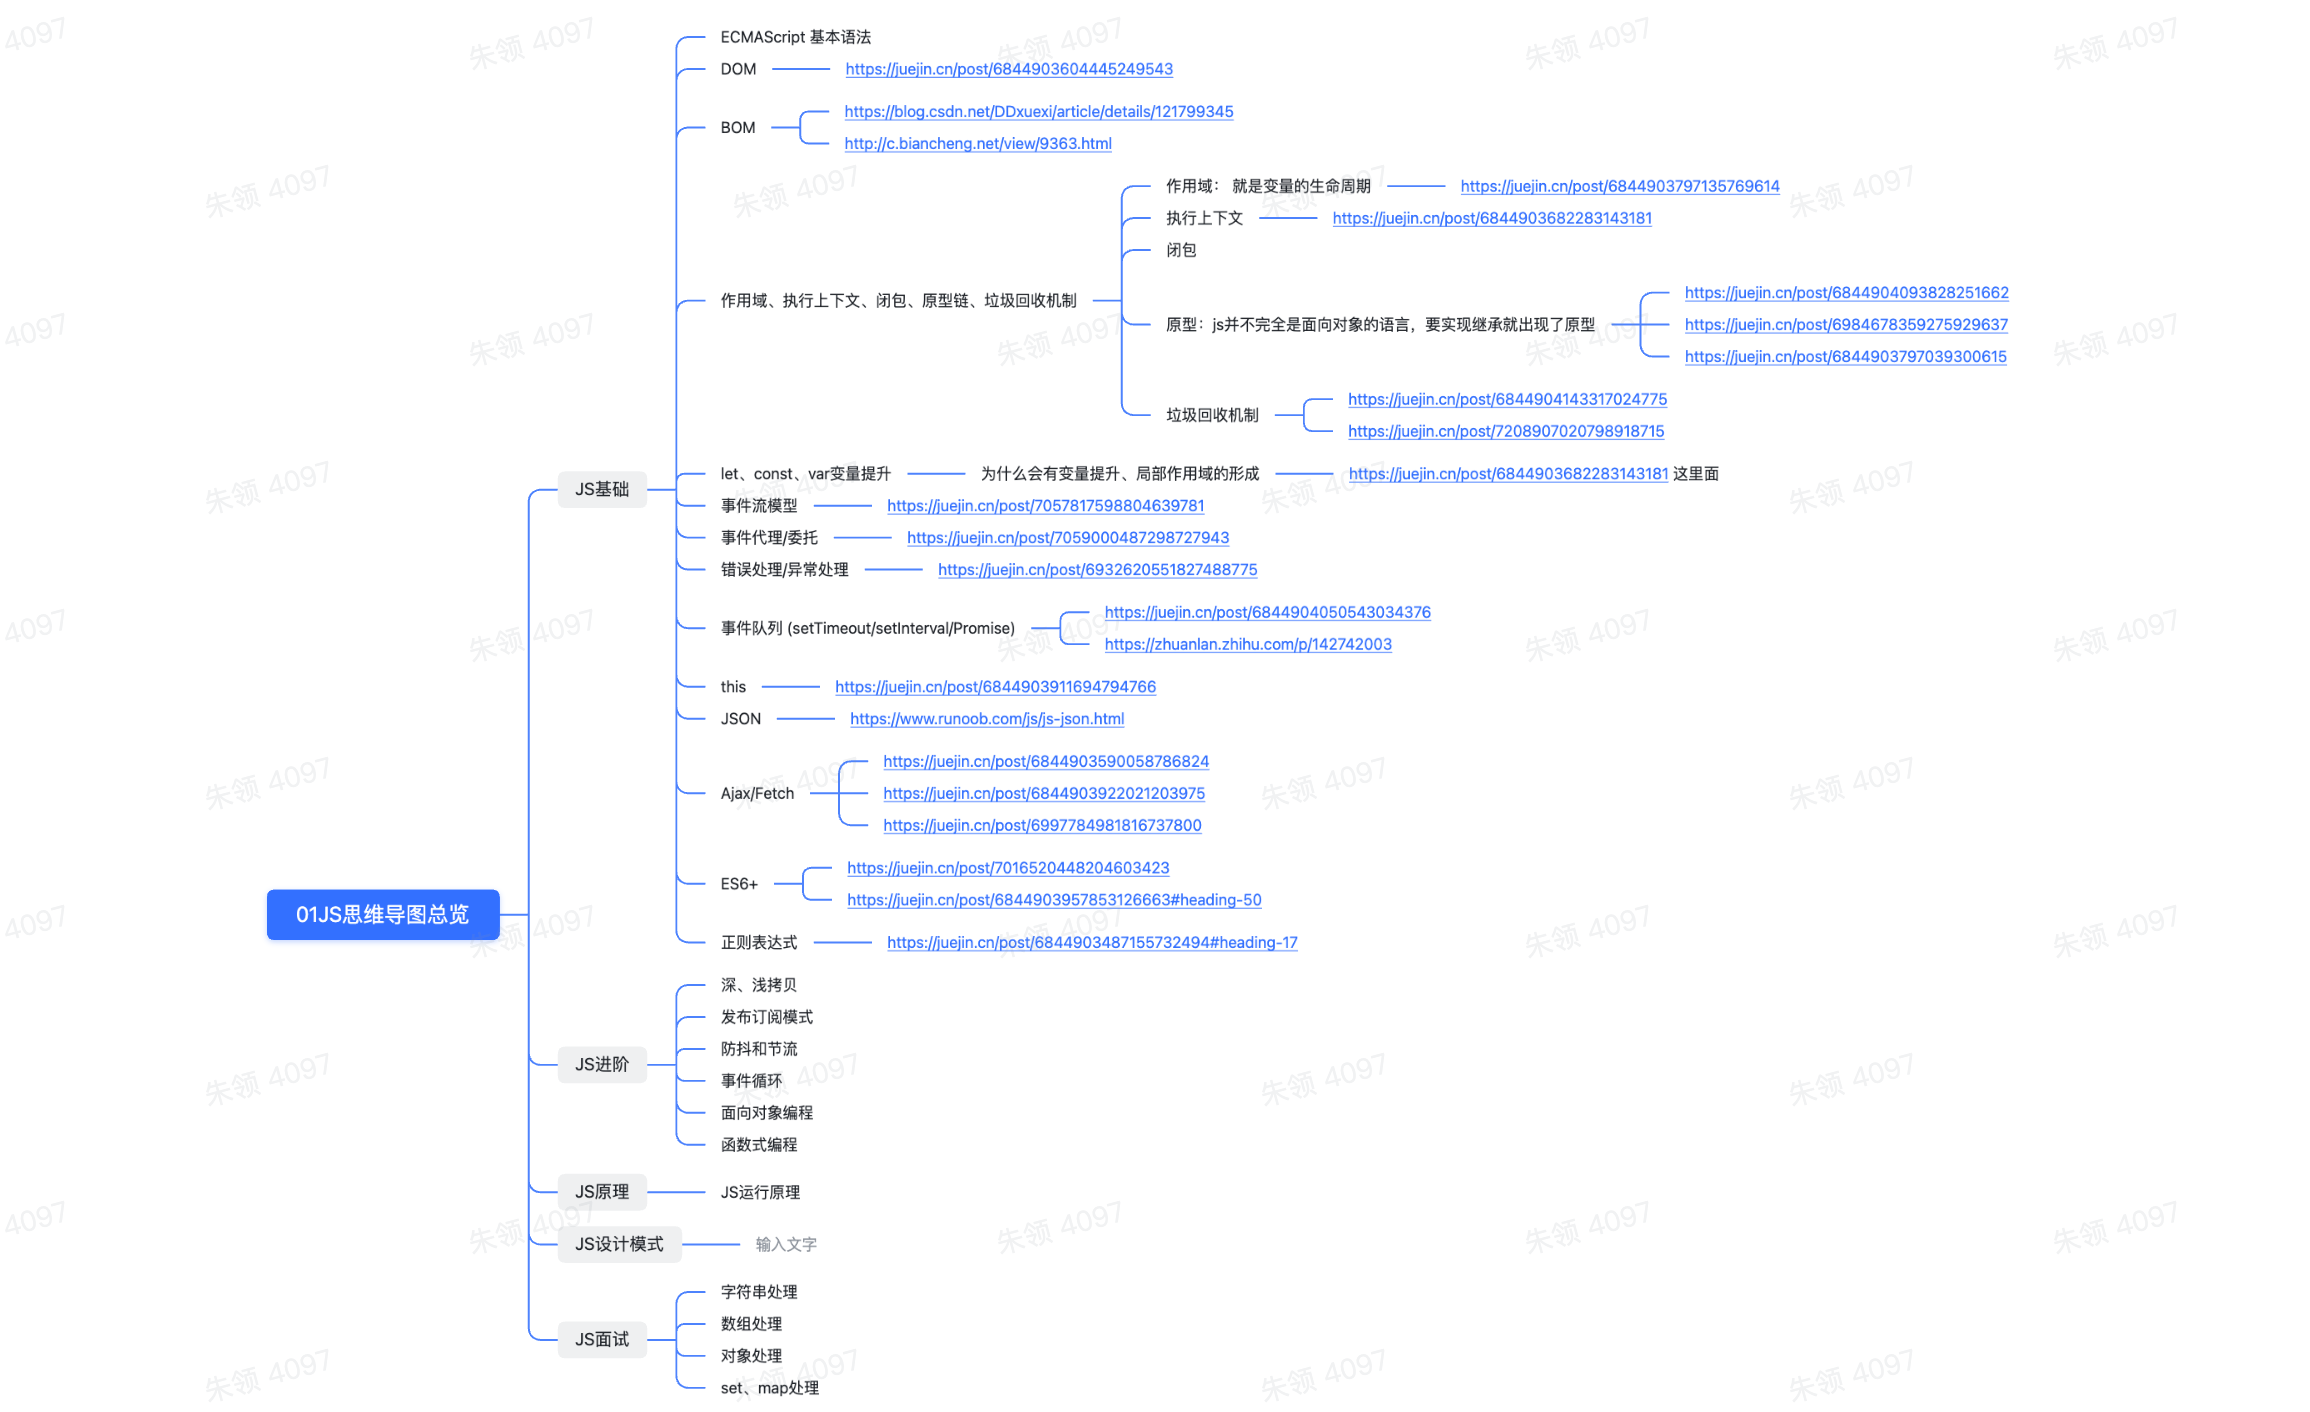 01JS思维导图总览
JS基础
ECMAScript 基本语法
DOM
https://juejin.cn/post/6844903604445249543
BOM
https://blog.csdn.net/DDxuexi/article/details/121799345
http://c.biancheng.net/view/9363.html
作用域、执行上下文、闭包、原型链、垃圾回收机制
作用域： 就是变量的生命周期
https://juejin.cn/post/6844903797135769614
执行上下文
https://juejin.cn/post/6844903682283143181
闭包
原型：js并不完全是面向对象的语言，要实现继承就出现了原型
https://juejin.cn/post/6844904093828251662
https://juejin.cn/post/6984678359275929637
https://juejin.cn/post/6844903797039300615
垃圾回收机制
https://juejin.cn/post/6844904143317024775
https://juejin.cn/post/7208907020798918715
let、const、var变量提升
为什么会有变量提升、局部作用域的形成
https://juejin.cn/post/6844903682283143181 这里面
事件流模型
https://juejin.cn/post/7057817598804639781
事件代理/委托
https://juejin.cn/post/7059000487298727943
错误处理/异常处理
https://juejin.cn/post/6932620551827488775
事件队列 (setTimeout/setInterval/Promise)
https://juejin.cn/post/6844904050543034376
https://zhuanlan.zhihu.com/p/142742003
this
https://juejin.cn/post/6844903911694794766
JSON
https://www.runoob.com/js/js-json.html
Ajax/Fetch
https://juejin.cn/post/6844903590058786824
https://juejin.cn/post/6844903922021203975
https://juejin.cn/post/6997784981816737800
ES6+
https://juejin.cn/post/7016520448204603423
https://juejin.cn/post/6844903957853126663#heading-50
正则表达式
https://juejin.cn/post/6844903487155732494#heading-17
JS进阶
深、浅拷贝
发布订阅模式
防抖和节流
事件循环
面向对象编程
函数式编程
JS原理
JS运行原理
JS设计模式
输入文字
JS面试
字符串处理
数组处理
对象处理
set、map处理
朱领 4097